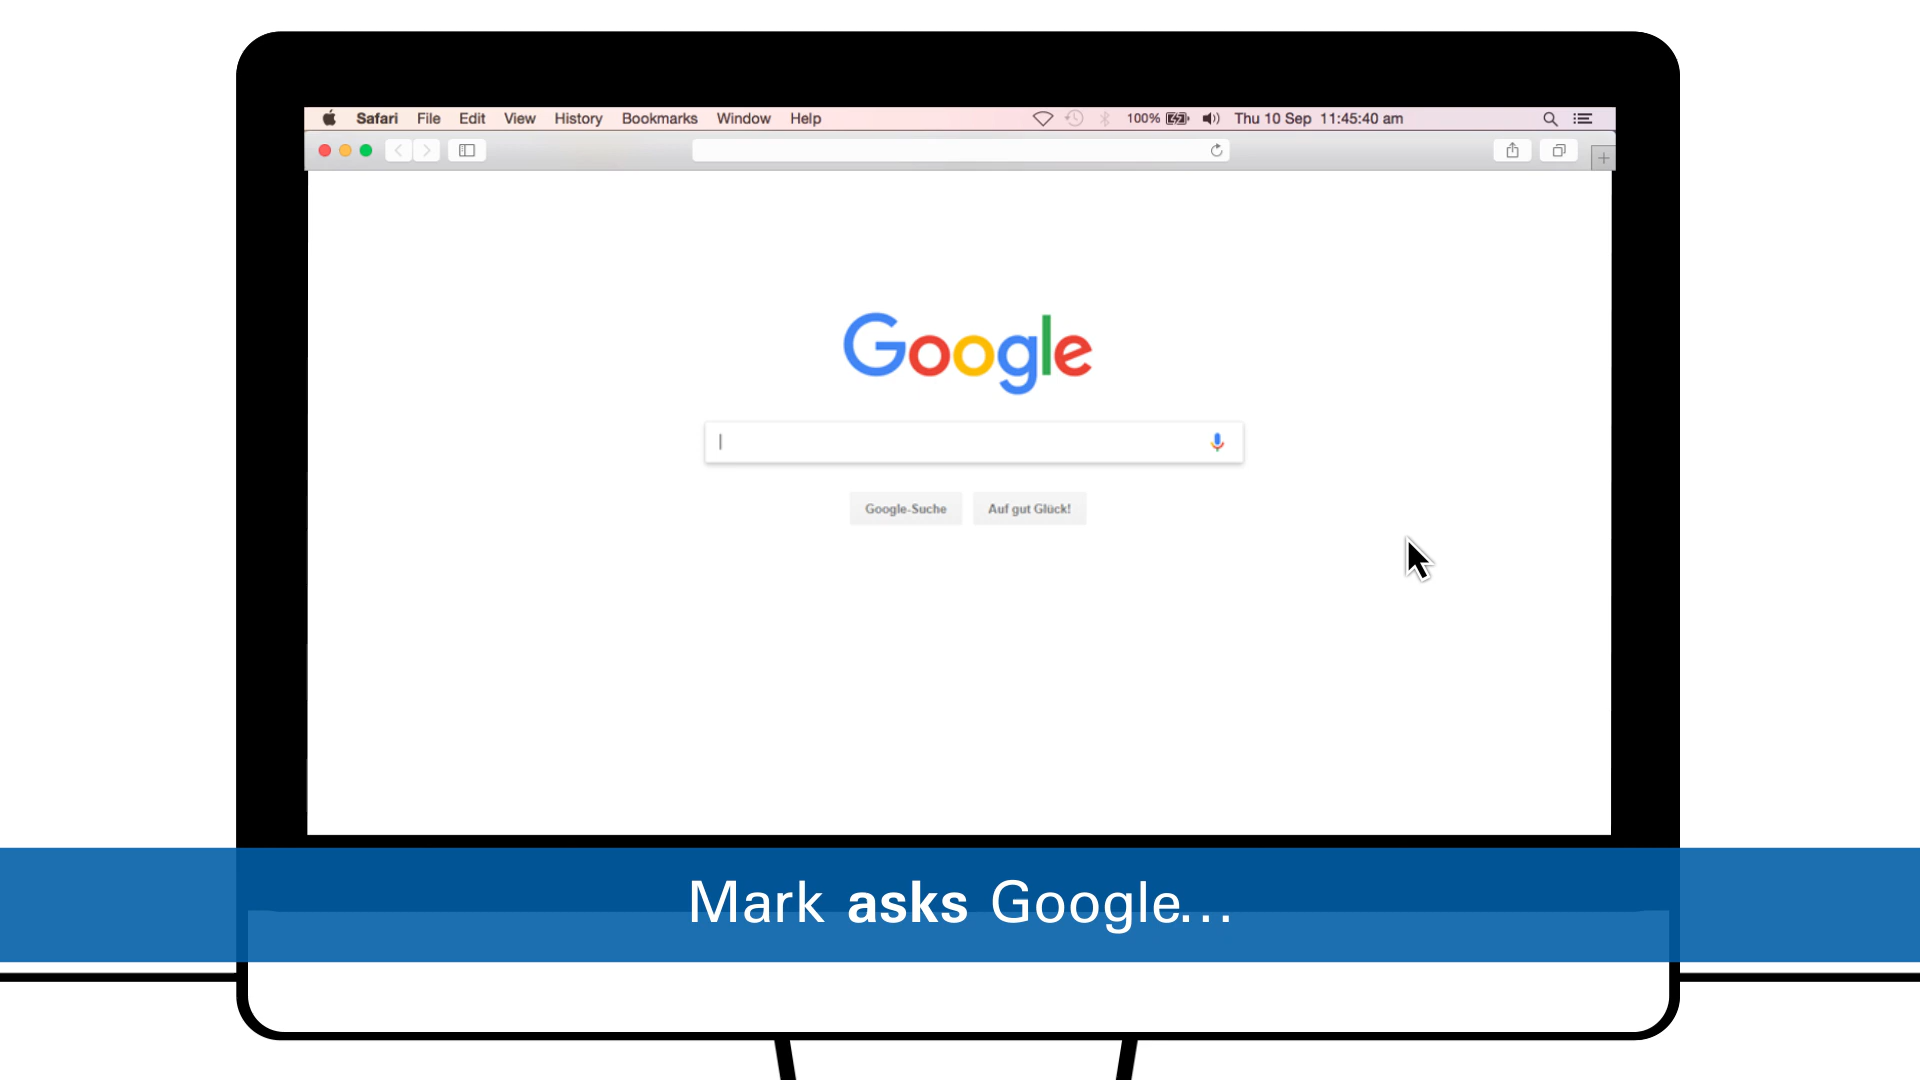 Safari File Edit View History Bookmarks Window Help 100% Thu 10 Sep 11:45:40 am
Google
Google-Suche Auf gut Glück!
Mark asks Google...